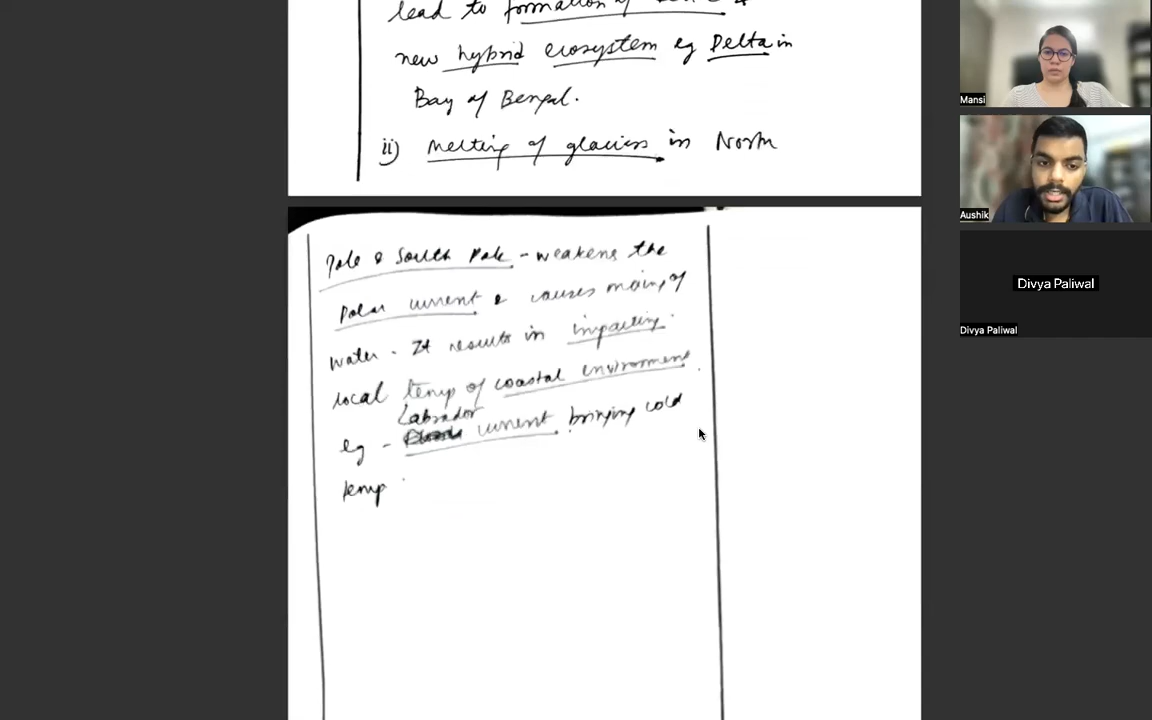 lead to formation of
new hybrid ecosystem eg Delta in
Bay of Bengal.
ii) Melting of glaciers in North
Pole & South Pole - weakens the
Polar current & causes mixing of
water. It results in impacting
local temp of coastal environment
Labrador
eg - current bringing cold
temp
Mansi
Aushik
Divya Paliwal
Divya Paliwal